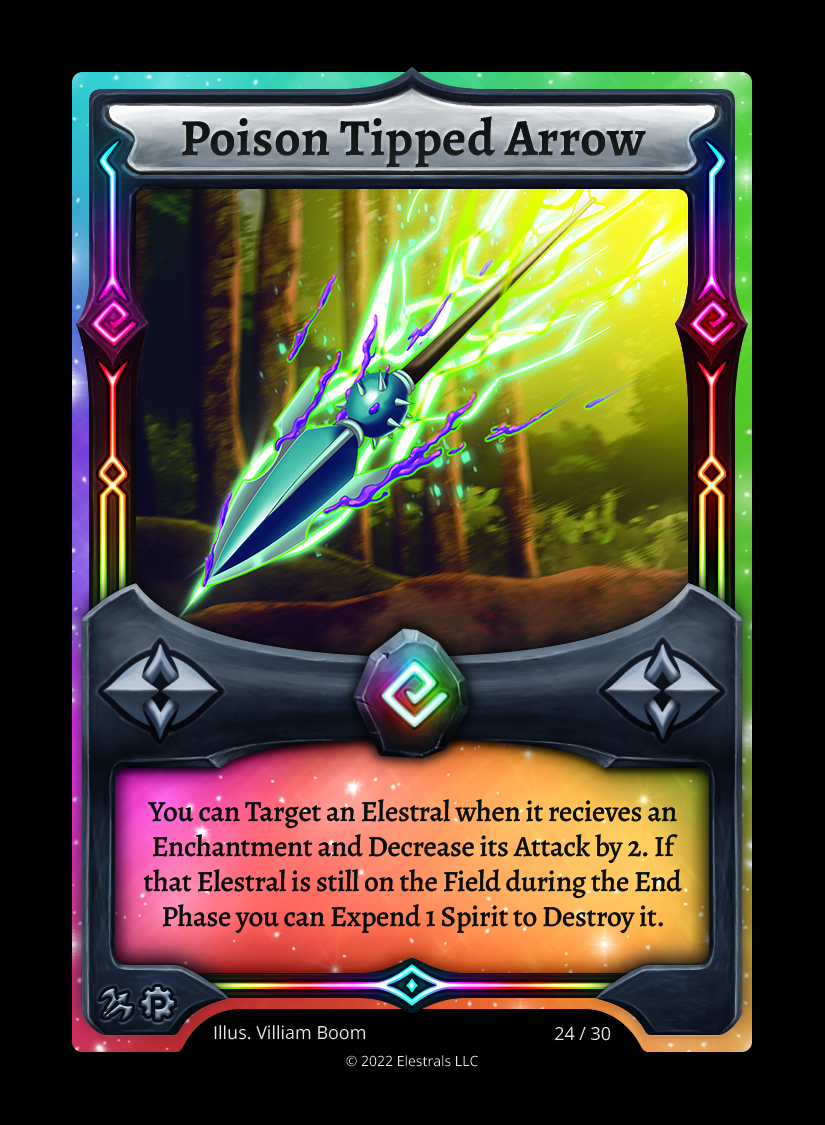 Poison Tipped Arrow
You can Target an Elestral when it recieves an
Enchantment and Decrease its Attack by 2. If
that Elestral is still on the Field during the End
Phase you can Expend 1 Spirit to Destroy it.
P
Illus. Villiam Boom
24 / 30
© 2022 Elestrals LLC